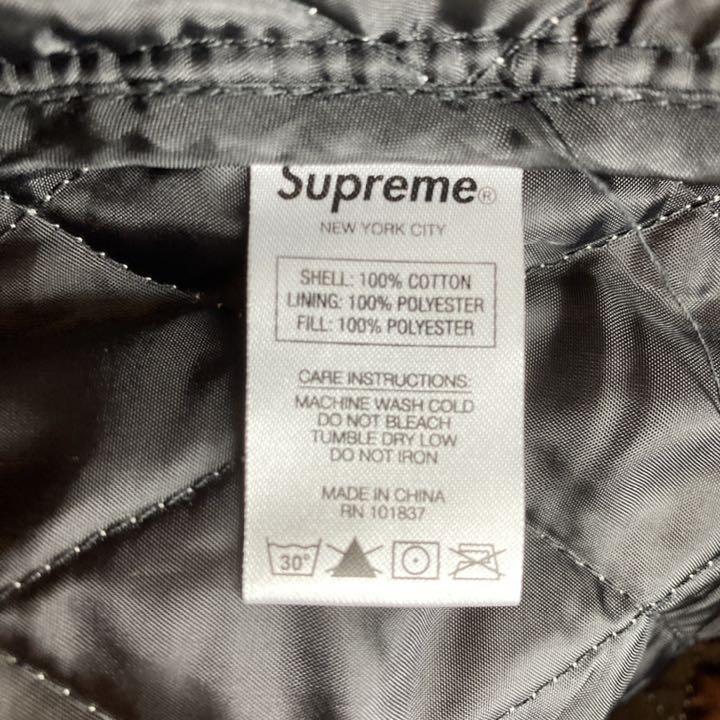 Supreme®
NEW YORK CITY
SHELL: 100% COTTON
LINING: 100% POLYESTER
FILL: 100% POLYESTER
CARE INSTRUCTIONS:
MACHINE WASH COLD
DO NOT BLEACH
TUMBLE DRY LOW
DO NOT IRON
MADE IN CHINA
RN 101837
30°